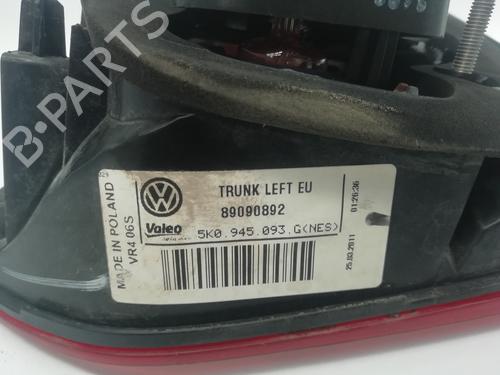 B-PARTS
MADE IN POLAND
VR4 06S
TRUNK LEFT EU
89090892
Valeo
5K0.945.093.G(NES)
01:26:36
25.03.2011